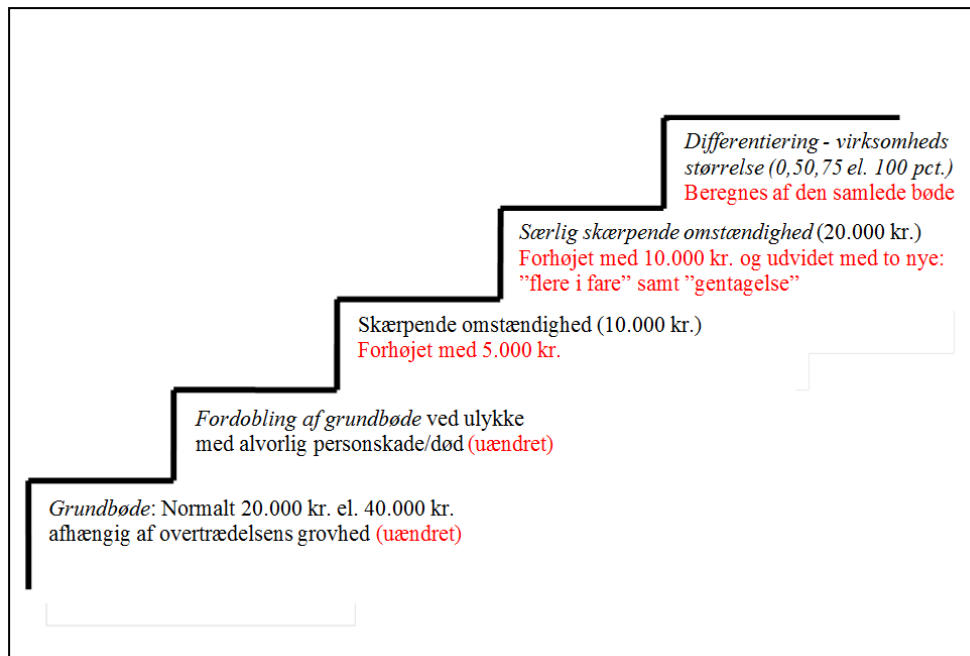 Differentiering - virksomheds
størrelse (0,50,75 el. 100 pct.)
Beregnes af den samlede bøde
Særlig skærpende omstændighed (20.000 kr.)
Forhøjet med 10.000 kr. og udvidet med to nye:
”flere i fare” samt ”gentagelse”
Skærpende omstændighed (10.000 kr.)
Forhøjet med 5.000 kr.
Fordobling af grundbøde ved ulykke
med alvorlig personskade/død (uændret)
Grundbøde: Normalt 20.000 kr. el. 40.000 kr.
afhængig af overtrædelsens grovhed (uændret)